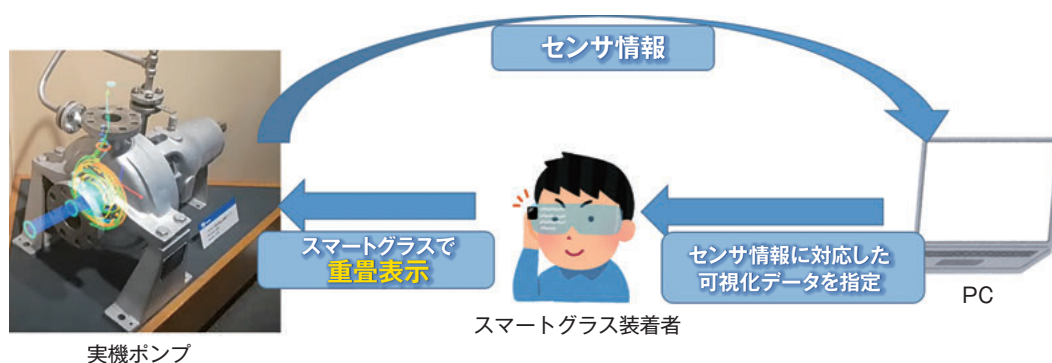 センサ情報
スマートグラスで
重畳表示
センサ情報に対応した
可視化データを指定
PC
スマートグラス装着者
実機ポンプ